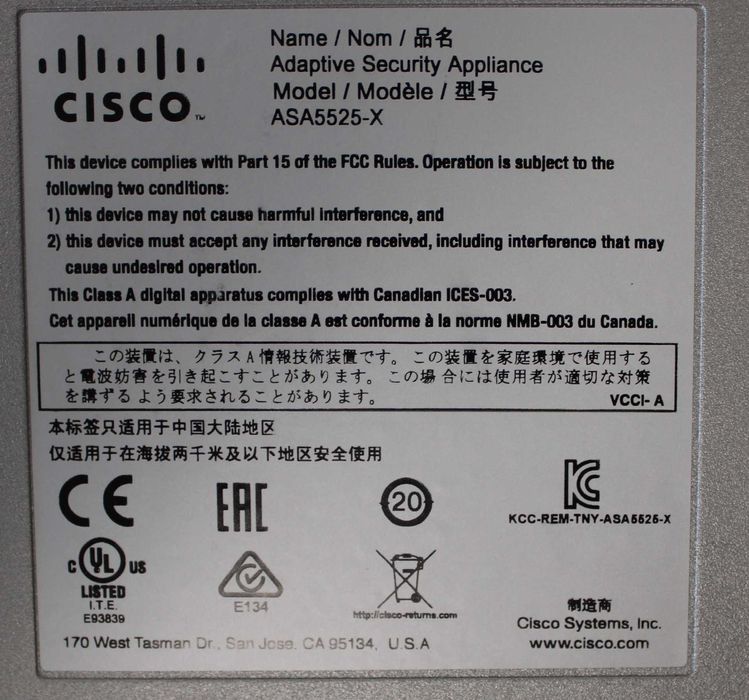 CISCO™
Name / Nom / 品名
Adaptive Security Appliance
Model / Modèle / 型号
ASA5525-X
This device complies with Part 15 of the FCC Rules. Operation is subject to the
following two conditions:
1) this device may not cause harmful interference, and
2) this device must accept any interference received, including interference that may
cause undesired operation.
This Class A digital apparatus complies with Canadian ICES-003.
Cet appareil numérique de la classe A est conforme à la norme NMB-003 du Canada.
この装置は、クラスA情報技術装置です。この装置を家庭環境で使用する
と電波妨害を引き起こすことがあります。この場合には使用者が適切な対策
を講ずるよう要求されることがあります。
VCCI- A
本标签只适用于中国大陆地区
仅适用于在海拔两千米及以下地区安全使用
CE
EAC
20
KC
KCC-REM-TNY-ASA5525-X
C UL US
LISTED
I.T.E.
E93839
E134
http://cisco-returns.com
制造商
Cisco Systems, Inc.
www.cisco.com
170 West Tasman Dr., San Jose, CA 95134, U.S.A